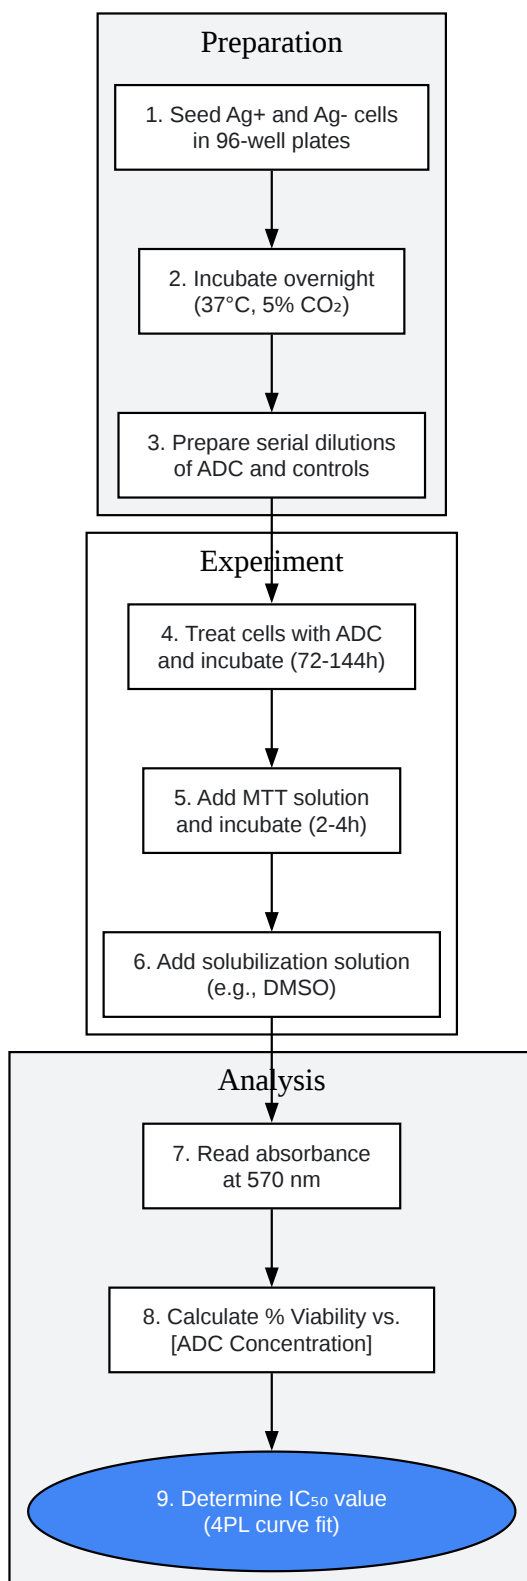 Preparation
1. Seed Ag+ and Ag- cells
in 96-well plates
2. Incubate overnight
(37°C, 5% CO₂)
3. Prepare serial dilutions
of ADC and controls
Experiment
4. Treat cells with ADC
and incubate (72-144h)
5. Add MTT solution
and incubate (2-4h)
6. Add solubilization solution
(e.g., DMSO)
Analysis
7. Read absorbance
at 570 nm
8. Calculate % Viability vs.
[ADC Concentration]
9. Determine IC₅₀ value
(4PL curve fit)